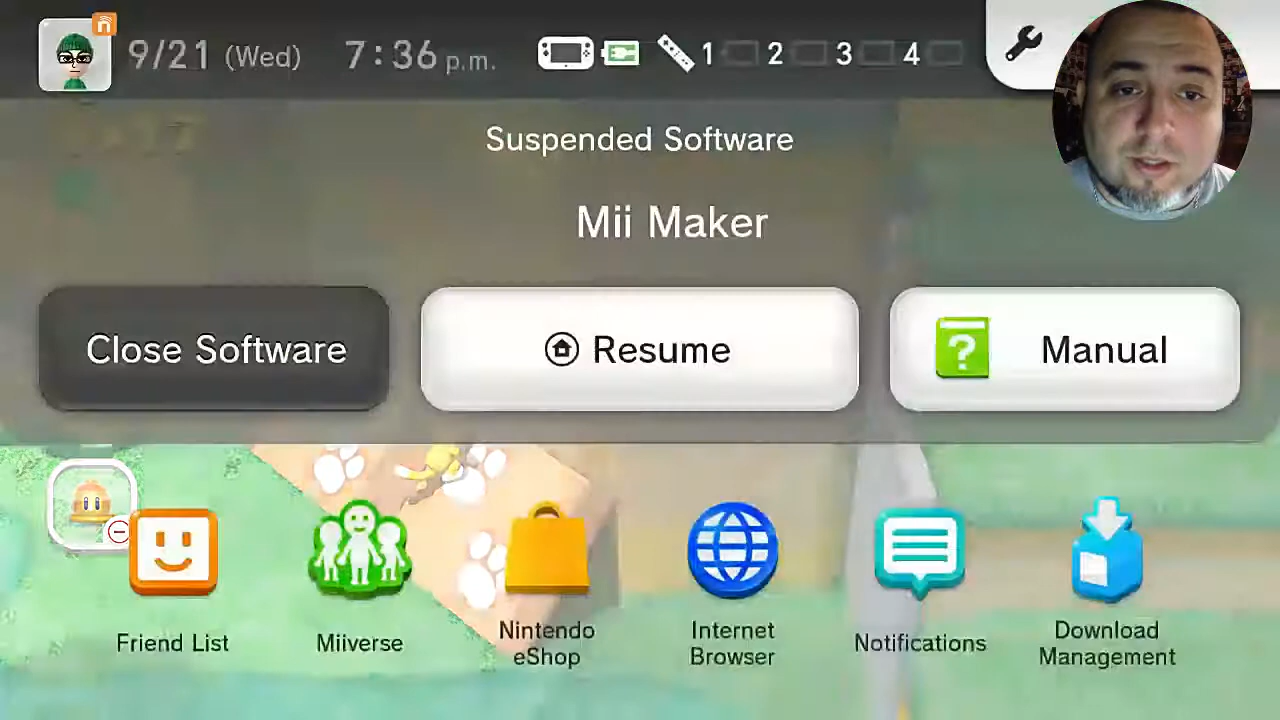 9/21 (Wed) 7:36 p.m. 1 2 3 4
Suspended Software
Mii Maker
Close Software
Resume
? Manual
Friend List
Miiverse
Nintendo
eShop
Internet
Browser
Notifications
Download
Management